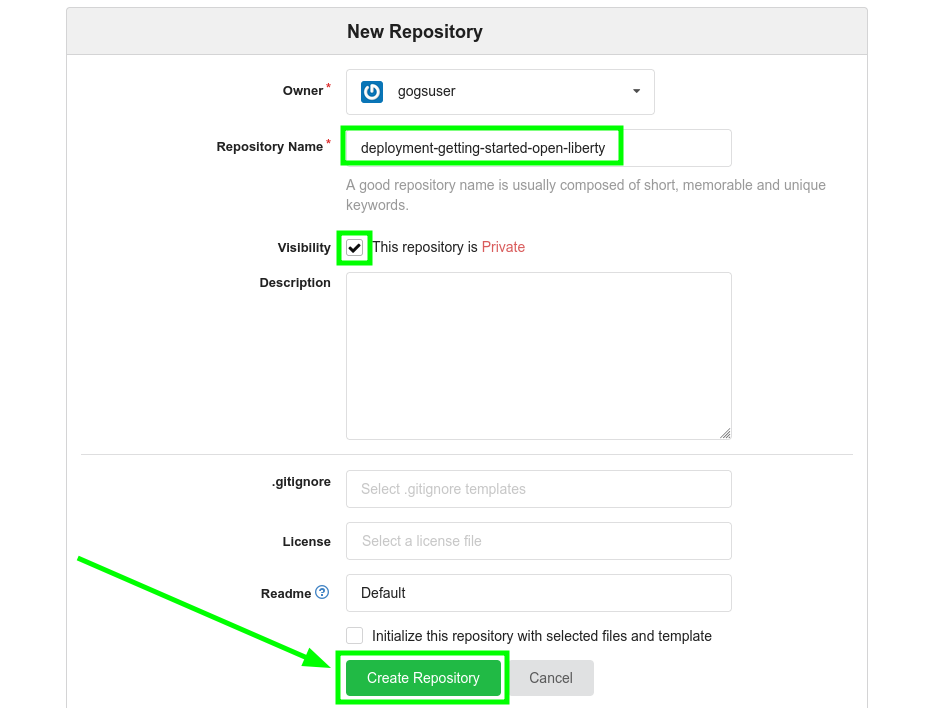 New Repository
Owner *
gogsuser
Repository Name *
deployment-getting-started-open-liberty
A good repository name is usually composed of short, memorable and unique
keywords.
Visibility
This repository is Private
Description
.gitignore
Select .gitignore templates
License
Select a license file
Readme ?
Default
Initialize this repository with selected files and template
Create Repository
Cancel